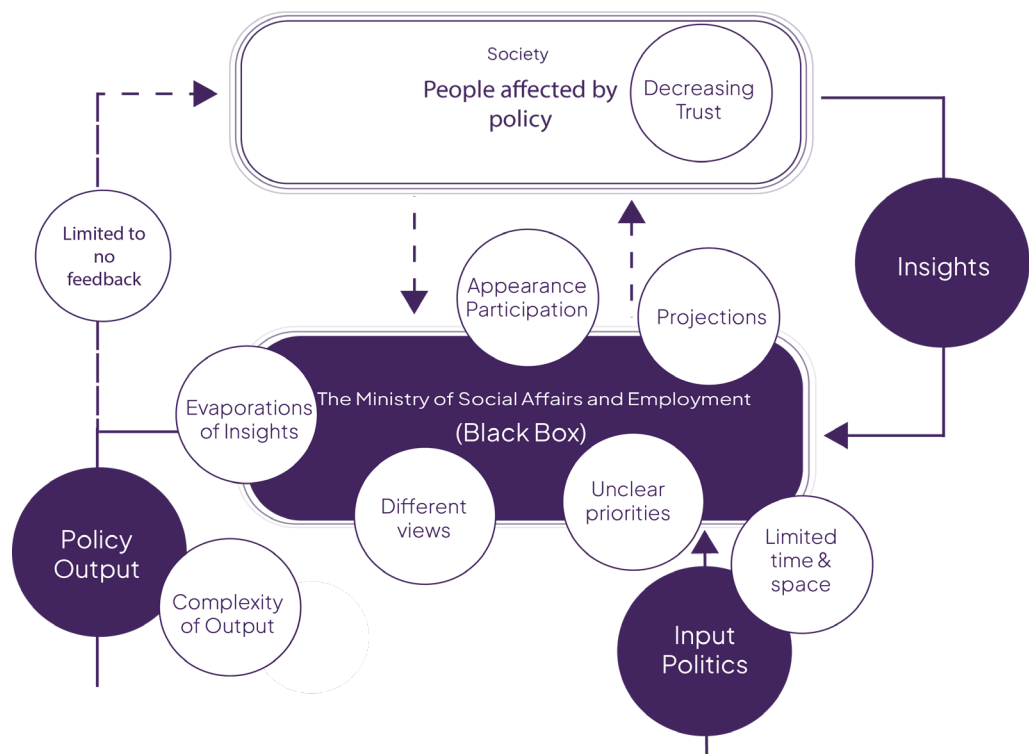 Society
People affected by
policy
Decreasing
Trust
Limited to
no
feedback
Insights
Appearance
Participation
Projections
The Ministry of Social Affairs and Employment
(Black Box)
Evaporations
of Insights
Different
views
Unclear
priorities
Limited
time &
space
Policy
Output
Complexity
of Output
Input
Politics